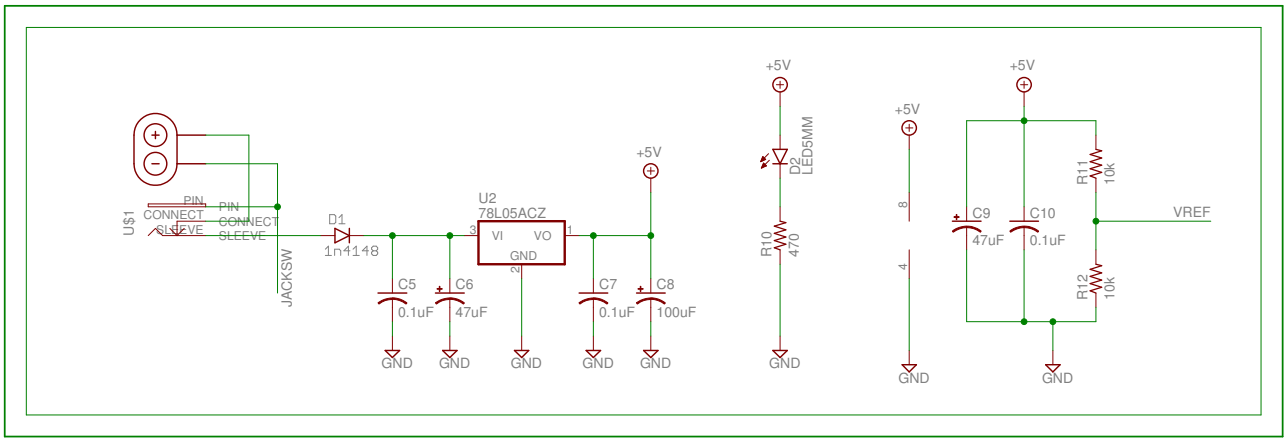 +5V
+5V
+5V
U$1
PIN
CONNECT
SLEEVE
PIN
CONNECT
SLEEVE
JACKSW
D1
1n4148
U2
78L05ACZ
3
VI
VO
1
GND
2
+5V
C5
0.1uF
C6
47uF
C7
0.1uF
C8
100uF
GND
GND
GND
GND
GND
D2
LED5MM
R10
470
GND
8
4
GND
C9
47uF
C10
0.1uF
R11
10k
R12
10k
VREF
GND